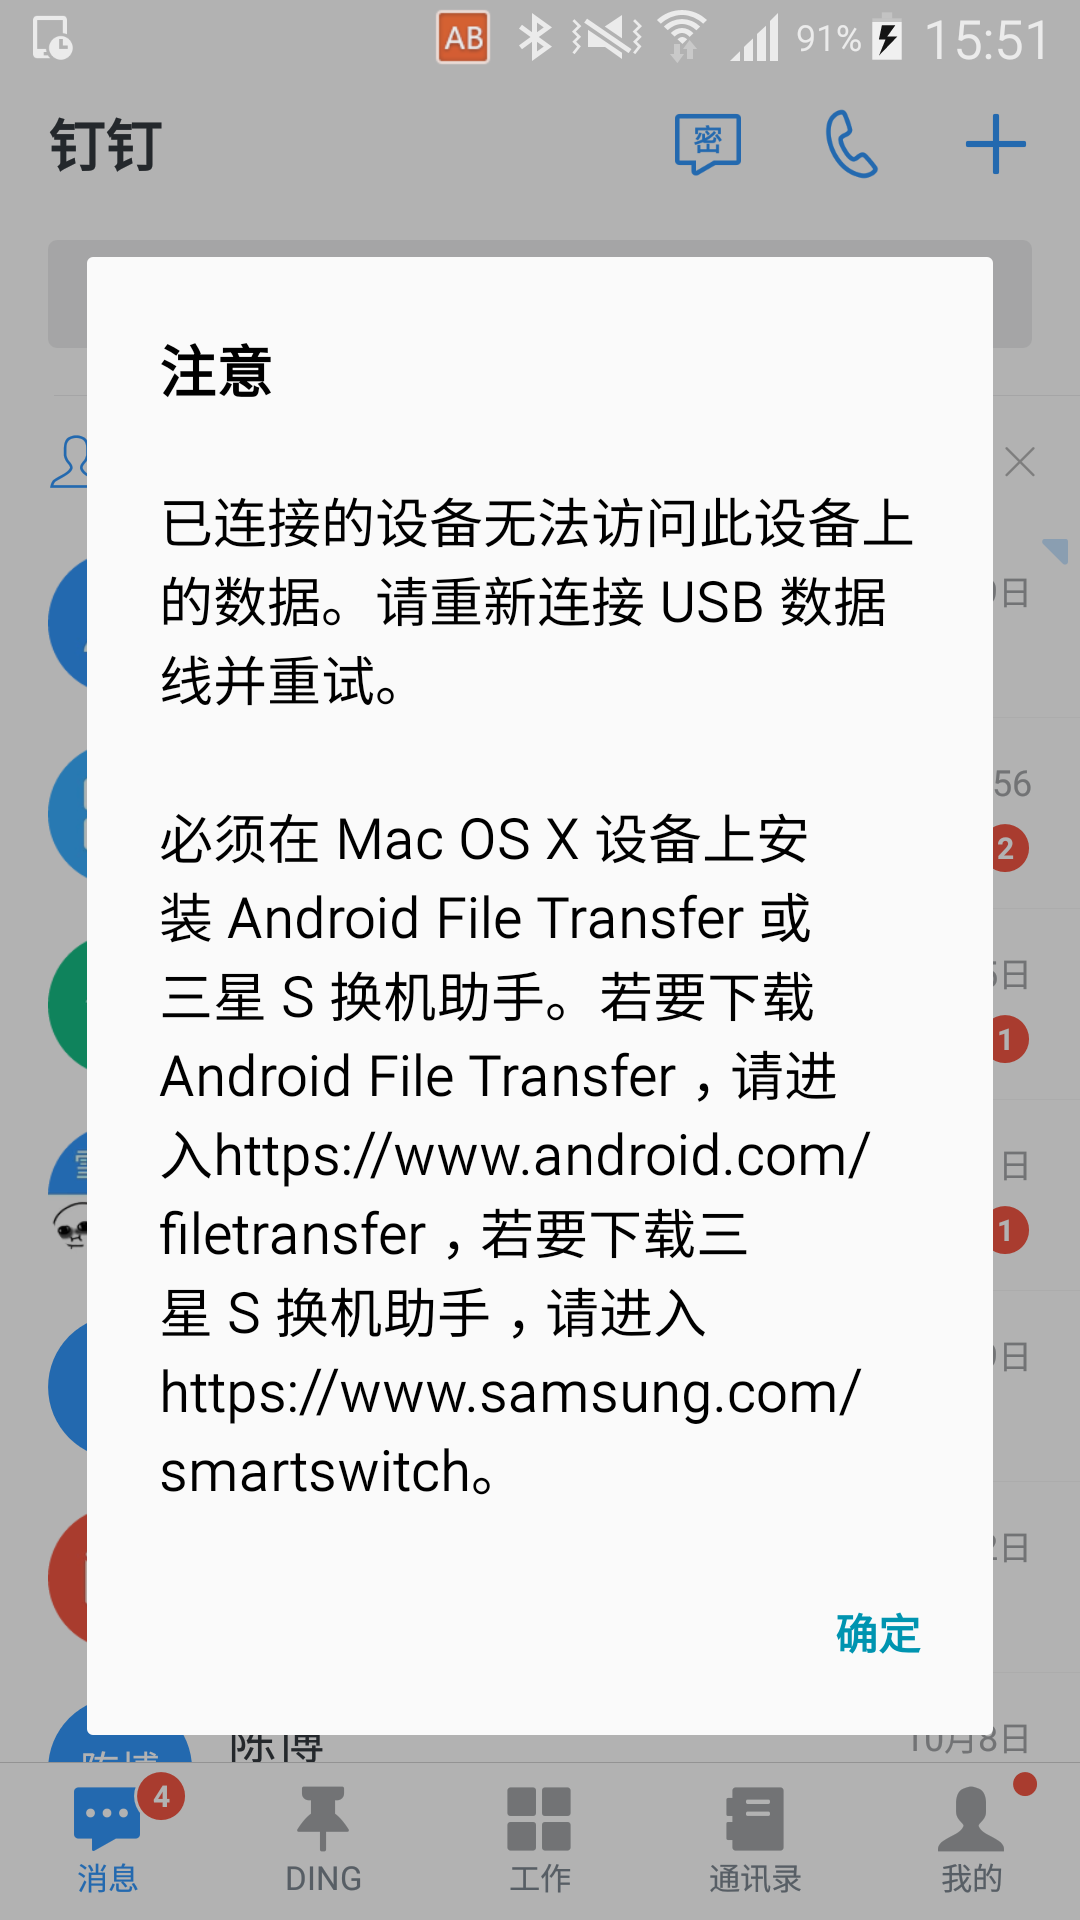 AB 91% 15:51
钉钉 密
注意
已连接的设备无法访问此设备上
的数据。请重新连接 USB 数据
线并重试。
必须在 Mac OS X 设备上安
装 Android File Transfer 或
三星 S 换机助手。若要下载
Android File Transfer，请进
入https://www.android.com/
filetransfer，若要下载三
星 S 换机助手，请进入
https://www.samsung.com/
smartswitch。
确定
日
56
2
日
1
日
1
日
日
陈博 陈博 10月8日
4
消息 DING 工作 通讯录 我的